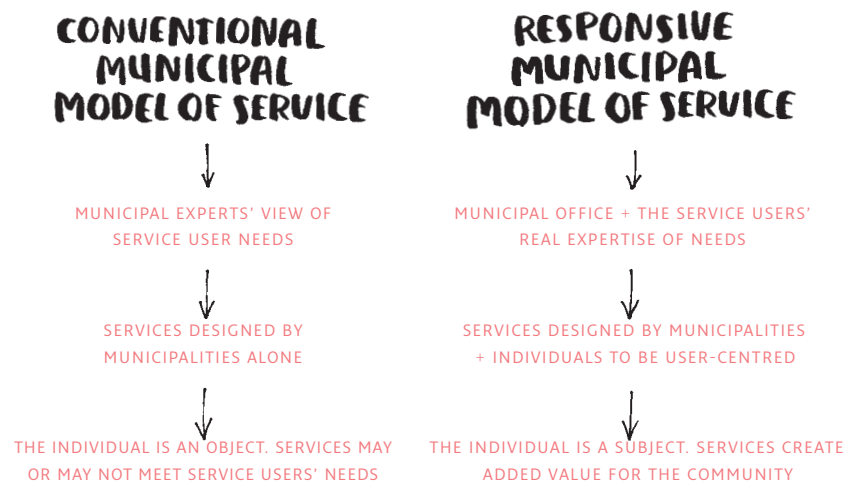 CONVENTIONAL
MUNICIPAL
MODEL OF SERVICE
MUNICIPAL EXPERTS' VIEW OF
SERVICE USER NEEDS
SERVICES DESIGNED BY
MUNICIPALITIES ALONE
THE INDIVIDUAL IS AN OBJECT. SERVICES MAY
OR MAY NOT MEET SERVICE USERS' NEEDS
RESPONSIVE
MUNICIPAL
MODEL OF SERVICE
MUNICIPAL OFFICE + THE SERVICE USERS'
REAL EXPERTISE OF NEEDS
SERVICES DESIGNED BY MUNICIPALITIES
+ INDIVIDUALS TO BE USER-CENTRED
THE INDIVIDUAL IS A SUBJECT. SERVICES CREATE
ADDED VALUE FOR THE COMMUNITY